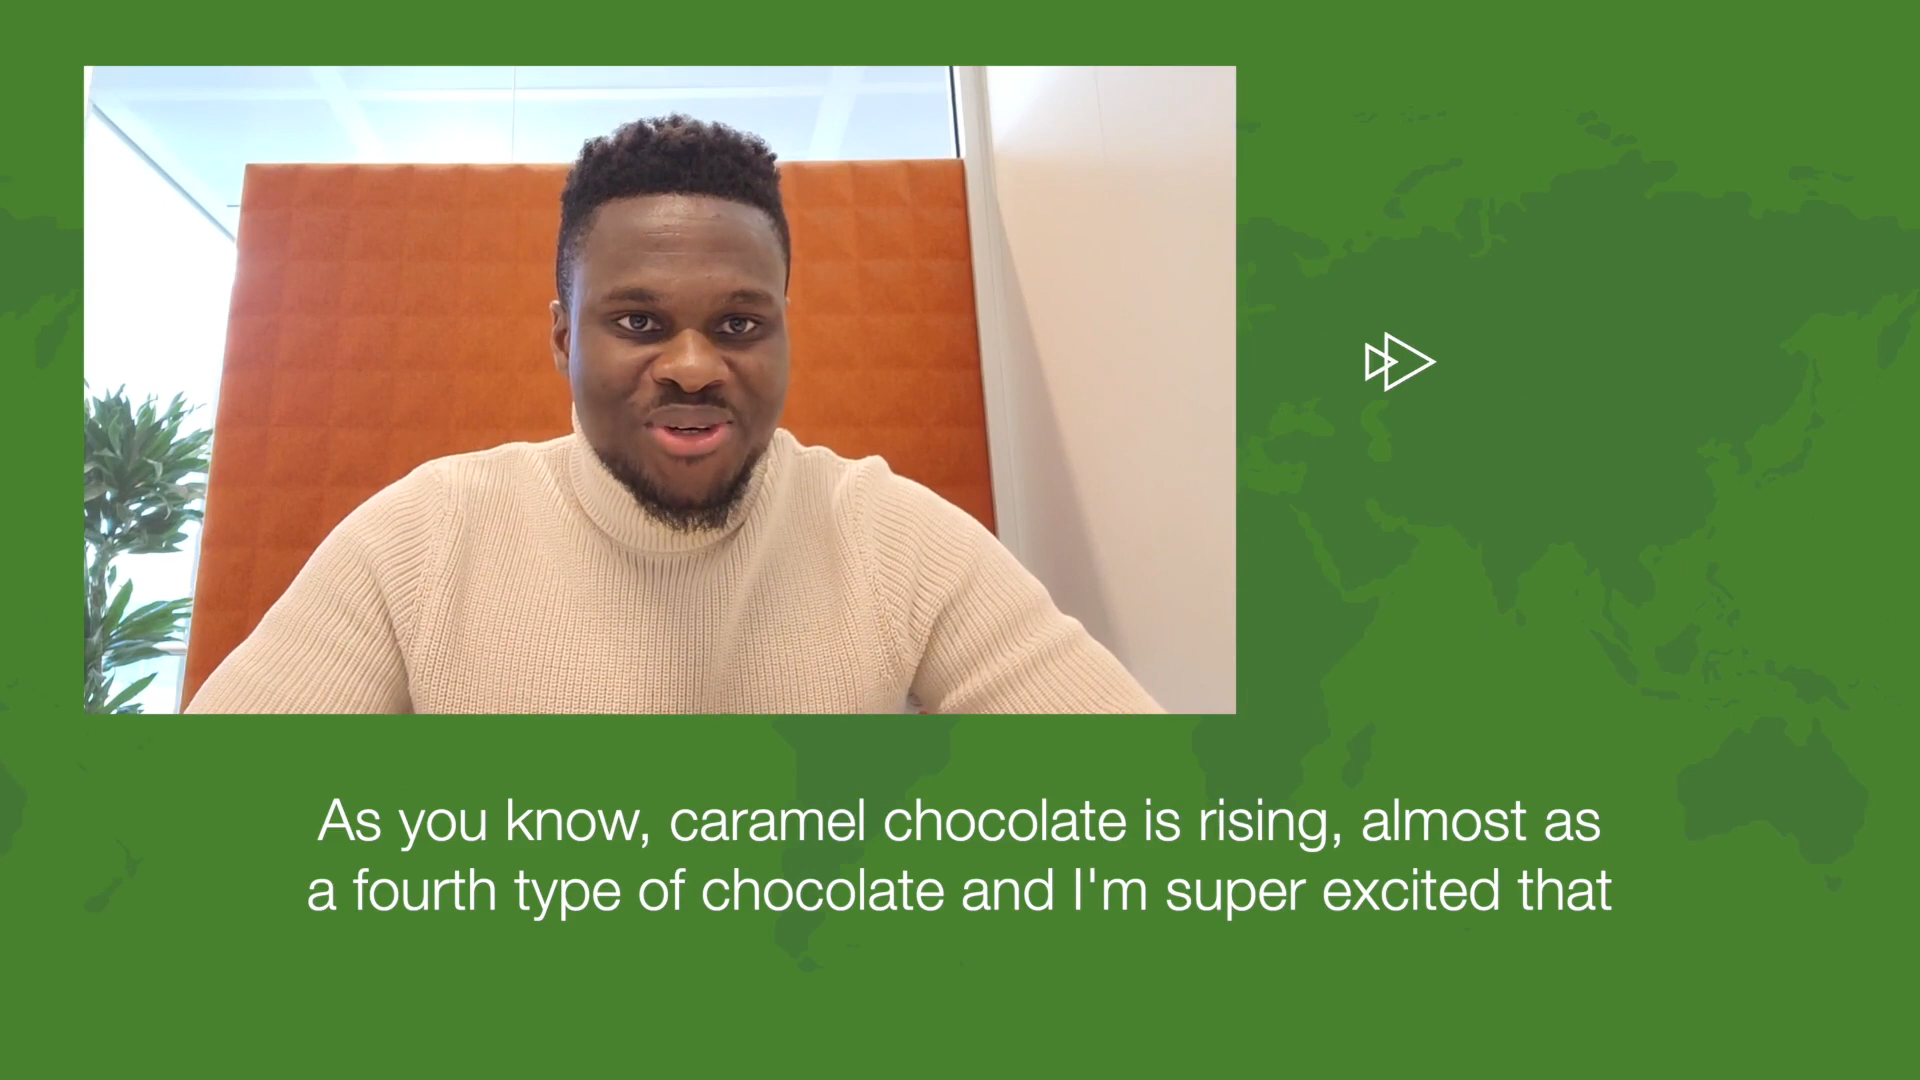 As you know, caramel chocolate is rising, almost as
a fourth type of chocolate and I'm super excited that